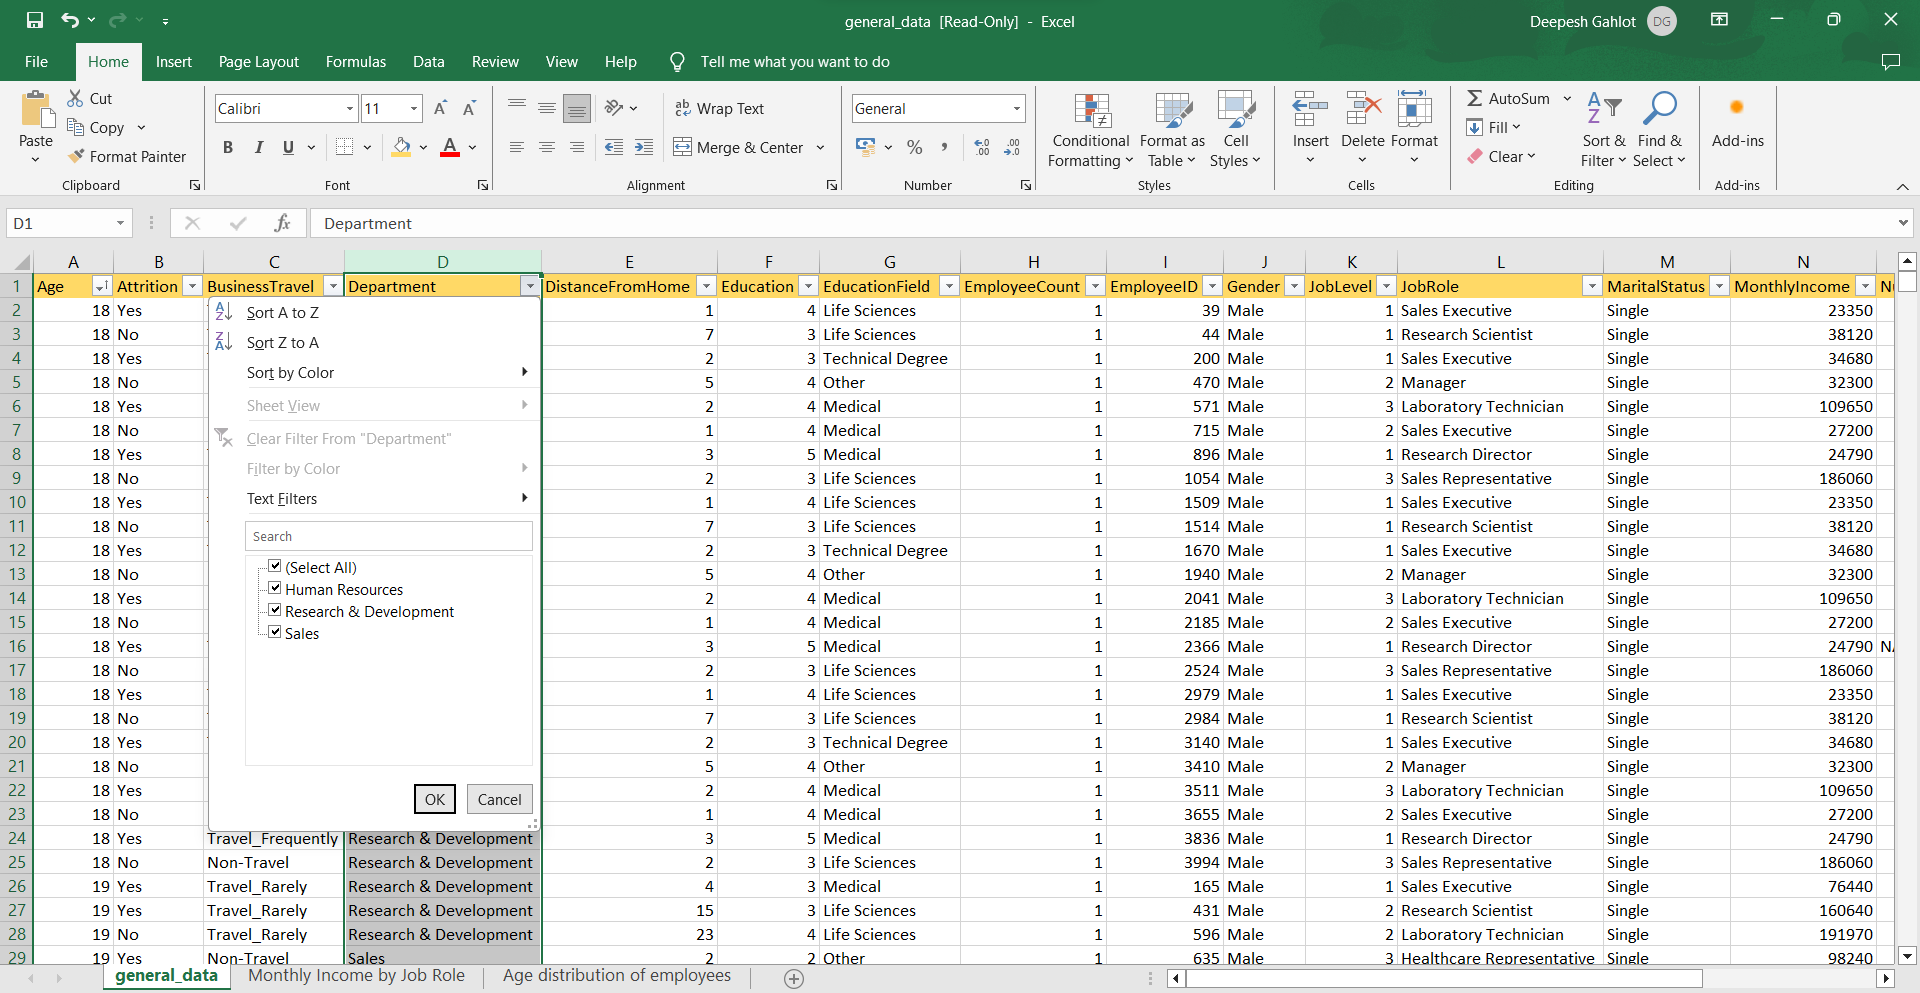 general_data [Read-Only] - Excel
Deepesh Gahlot DG
File Home Insert Page Layout Formulas Data Review View Help Tell me what you want to do
Paste
Cut
Copy
Format Painter
Clipboard
Calibri 11
B I U
Font
Wrap Text
Merge & Center
Alignment
General
Number
Conditional Formatting
Format as Table
Cell Styles
Styles
Insert Delete Format
Cells
AutoSum
Fill
Clear
Sort & Filter
Find & Select
Editing
Add-ins
Add-ins
D1 fx Department
A B C D E F G H I J K L M N
1 Age Attrition BusinessTravel Department DistanceFromHome Education EducationField EmployeeCount EmployeeID Gender JobLevel JobRole MaritalStatus MonthlyIncome
2 18 Yes 1 4 Life Sciences 1 39 Male 1 Sales Executive Single 23350
3 18 No 7 3 Life Sciences 1 44 Male 1 Research Scientist Single 38120
4 18 Yes 2 3 Technical Degree 1 200 Male 1 Sales Executive Single 34680
5 18 No 5 4 Other 1 470 Male 2 Manager Single 32300
6 18 Yes 2 4 Medical 1 571 Male 3 Laboratory Technician Single 109650
7 18 No 1 4 Medical 1 715 Male 2 Sales Executive Single 27200
8 18 Yes 3 5 Medical 1 896 Male 1 Research Director Single 24790
9 18 No 2 3 Life Sciences 1 1054 Male 3 Sales Representative Single 186060
10 18 Yes 1 4 Life Sciences 1 1509 Male 1 Sales Executive Single 23350
11 18 No 7 3 Life Sciences 1 1514 Male 1 Research Scientist Single 38120
12 18 Yes 2 3 Technical Degree 1 1670 Male 1 Sales Executive Single 34680
13 18 No 5 4 Other 1 1940 Male 2 Manager Single 32300
14 18 Yes 2 4 Medical 1 2041 Male 3 Laboratory Technician Single 109650
15 18 No 1 4 Medical 1 2185 Male 2 Sales Executive Single 27200
16 18 Yes 3 5 Medical 1 2366 Male 1 Research Director Single 24790
17 18 No 2 3 Life Sciences 1 2524 Male 3 Sales Representative Single 186060
18 18 Yes 1 4 Life Sciences 1 2979 Male 1 Sales Executive Single 23350
19 18 No 7 3 Life Sciences 1 2984 Male 1 Research Scientist Single 38120
20 18 Yes 2 3 Technical Degree 1 3140 Male 1 Sales Executive Single 34680
21 18 No 5 4 Other 1 3410 Male 2 Manager Single 32300
22 18 Yes 2 4 Medical 1 3511 Male 3 Laboratory Technician Single 109650
23 18 No 1 4 Medical 1 3655 Male 2 Sales Executive Single 27200
24 18 Yes Travel_Frequently Research & Development 3 5 Medical 1 3836 Male 1 Research Director Single 24790
25 18 No Non-Travel Research & Development 2 3 Life Sciences 1 3994 Male 3 Sales Representative Single 186060
26 19 Yes Travel_Rarely Research & Development 4 3 Medical 1 165 Male 1 Sales Executive Single 76440
27 19 Yes Travel_Rarely Research & Development 15 3 Life Sciences 1 431 Male 2 Research Scientist Single 160640
28 19 No Travel_Rarely Research & Development 23 4 Life Sciences 1 596 Male 2 Laboratory Technician Single 191970
29 19 Yes Non-Travel Sales 2 2 Other 1 635 Male 3 Healthcare Representative Single 98240
Sort A to Z
Sort Z to A
Sort by Color
Sheet View
Clear Filter From "Department"
Filter by Color
Text Filters
Search
(Select All)
Human Resources
Research & Development
Sales
OK Cancel
general_data Monthly Income by Job Role Age distribution of employees